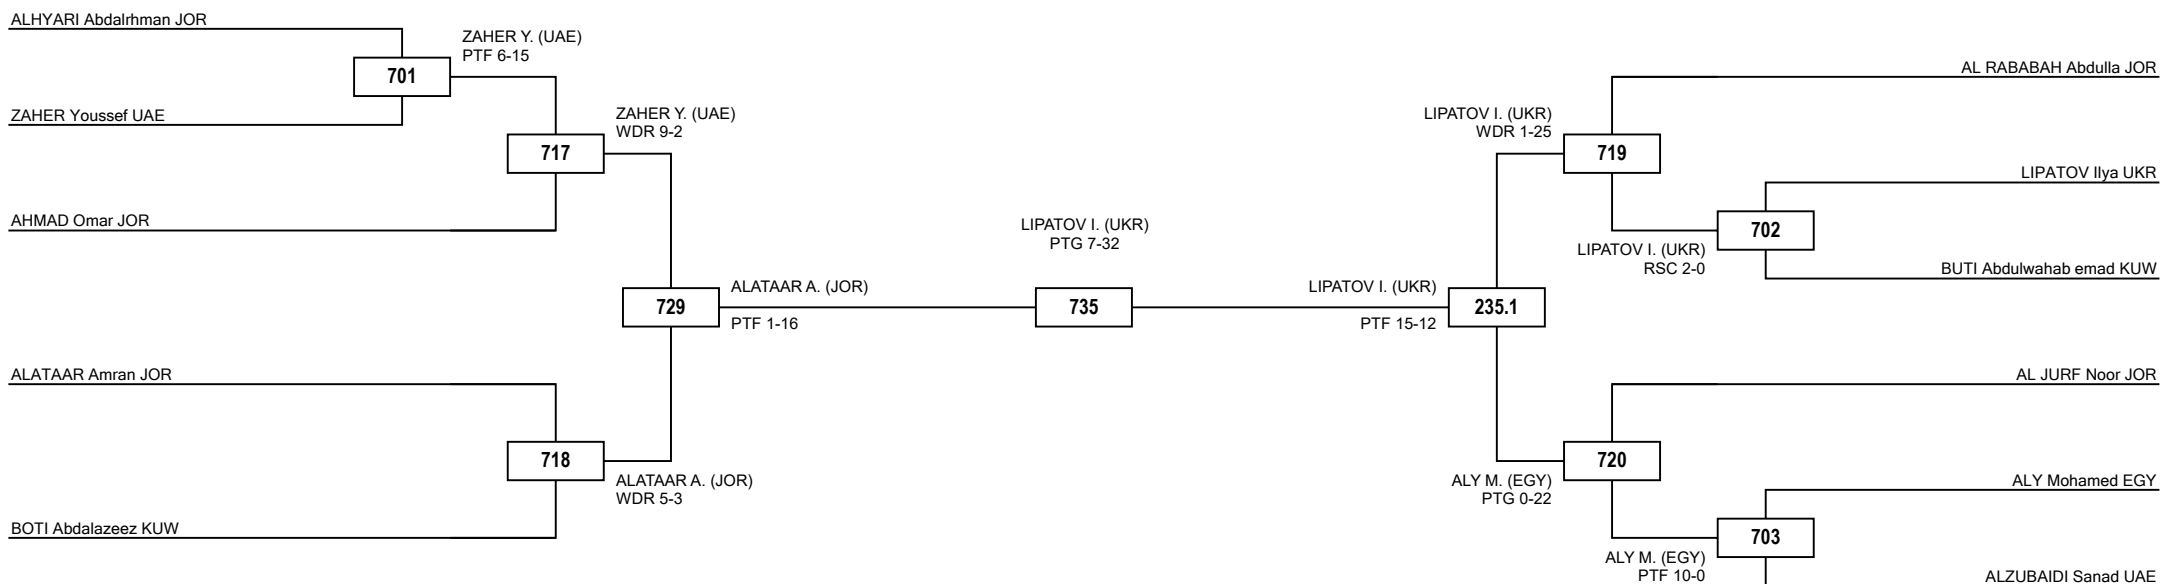 ALHYARI Abdalrhman JOR
ZAHER Y. (UAE)
PTF 6-15
701
ZAHER Youssef UAE
ZAHER Y. (UAE)
WDR 9-2
717
AHMAD Omar JOR
729
ALATAAR A. (JOR)
PTF 1-16
ALATAAR Amran JOR
718
ALATAAR A. (JOR)
WDR 5-3
BOTI Abdalazeez KUW
LIPATOV I. (UKR)
PTG 7-32
735
AL RABABAH Abdulla JOR
LIPATOV I. (UKR)
WDR 1-25
719
LIPATOV Ilya UKR
702
LIPATOV I. (UKR)
RSC 2-0
BUTI Abdulwahab emad KUW
LIPATOV I. (UKR)
PTF 15-12
235.1
AL JURF Noor JOR
720
ALY M. (EGY)
PTG 0-22
ALY Mohamed EGY
703
ALY M. (EGY)
PTF 10-0
ALZUBAIDI Sanad UAE